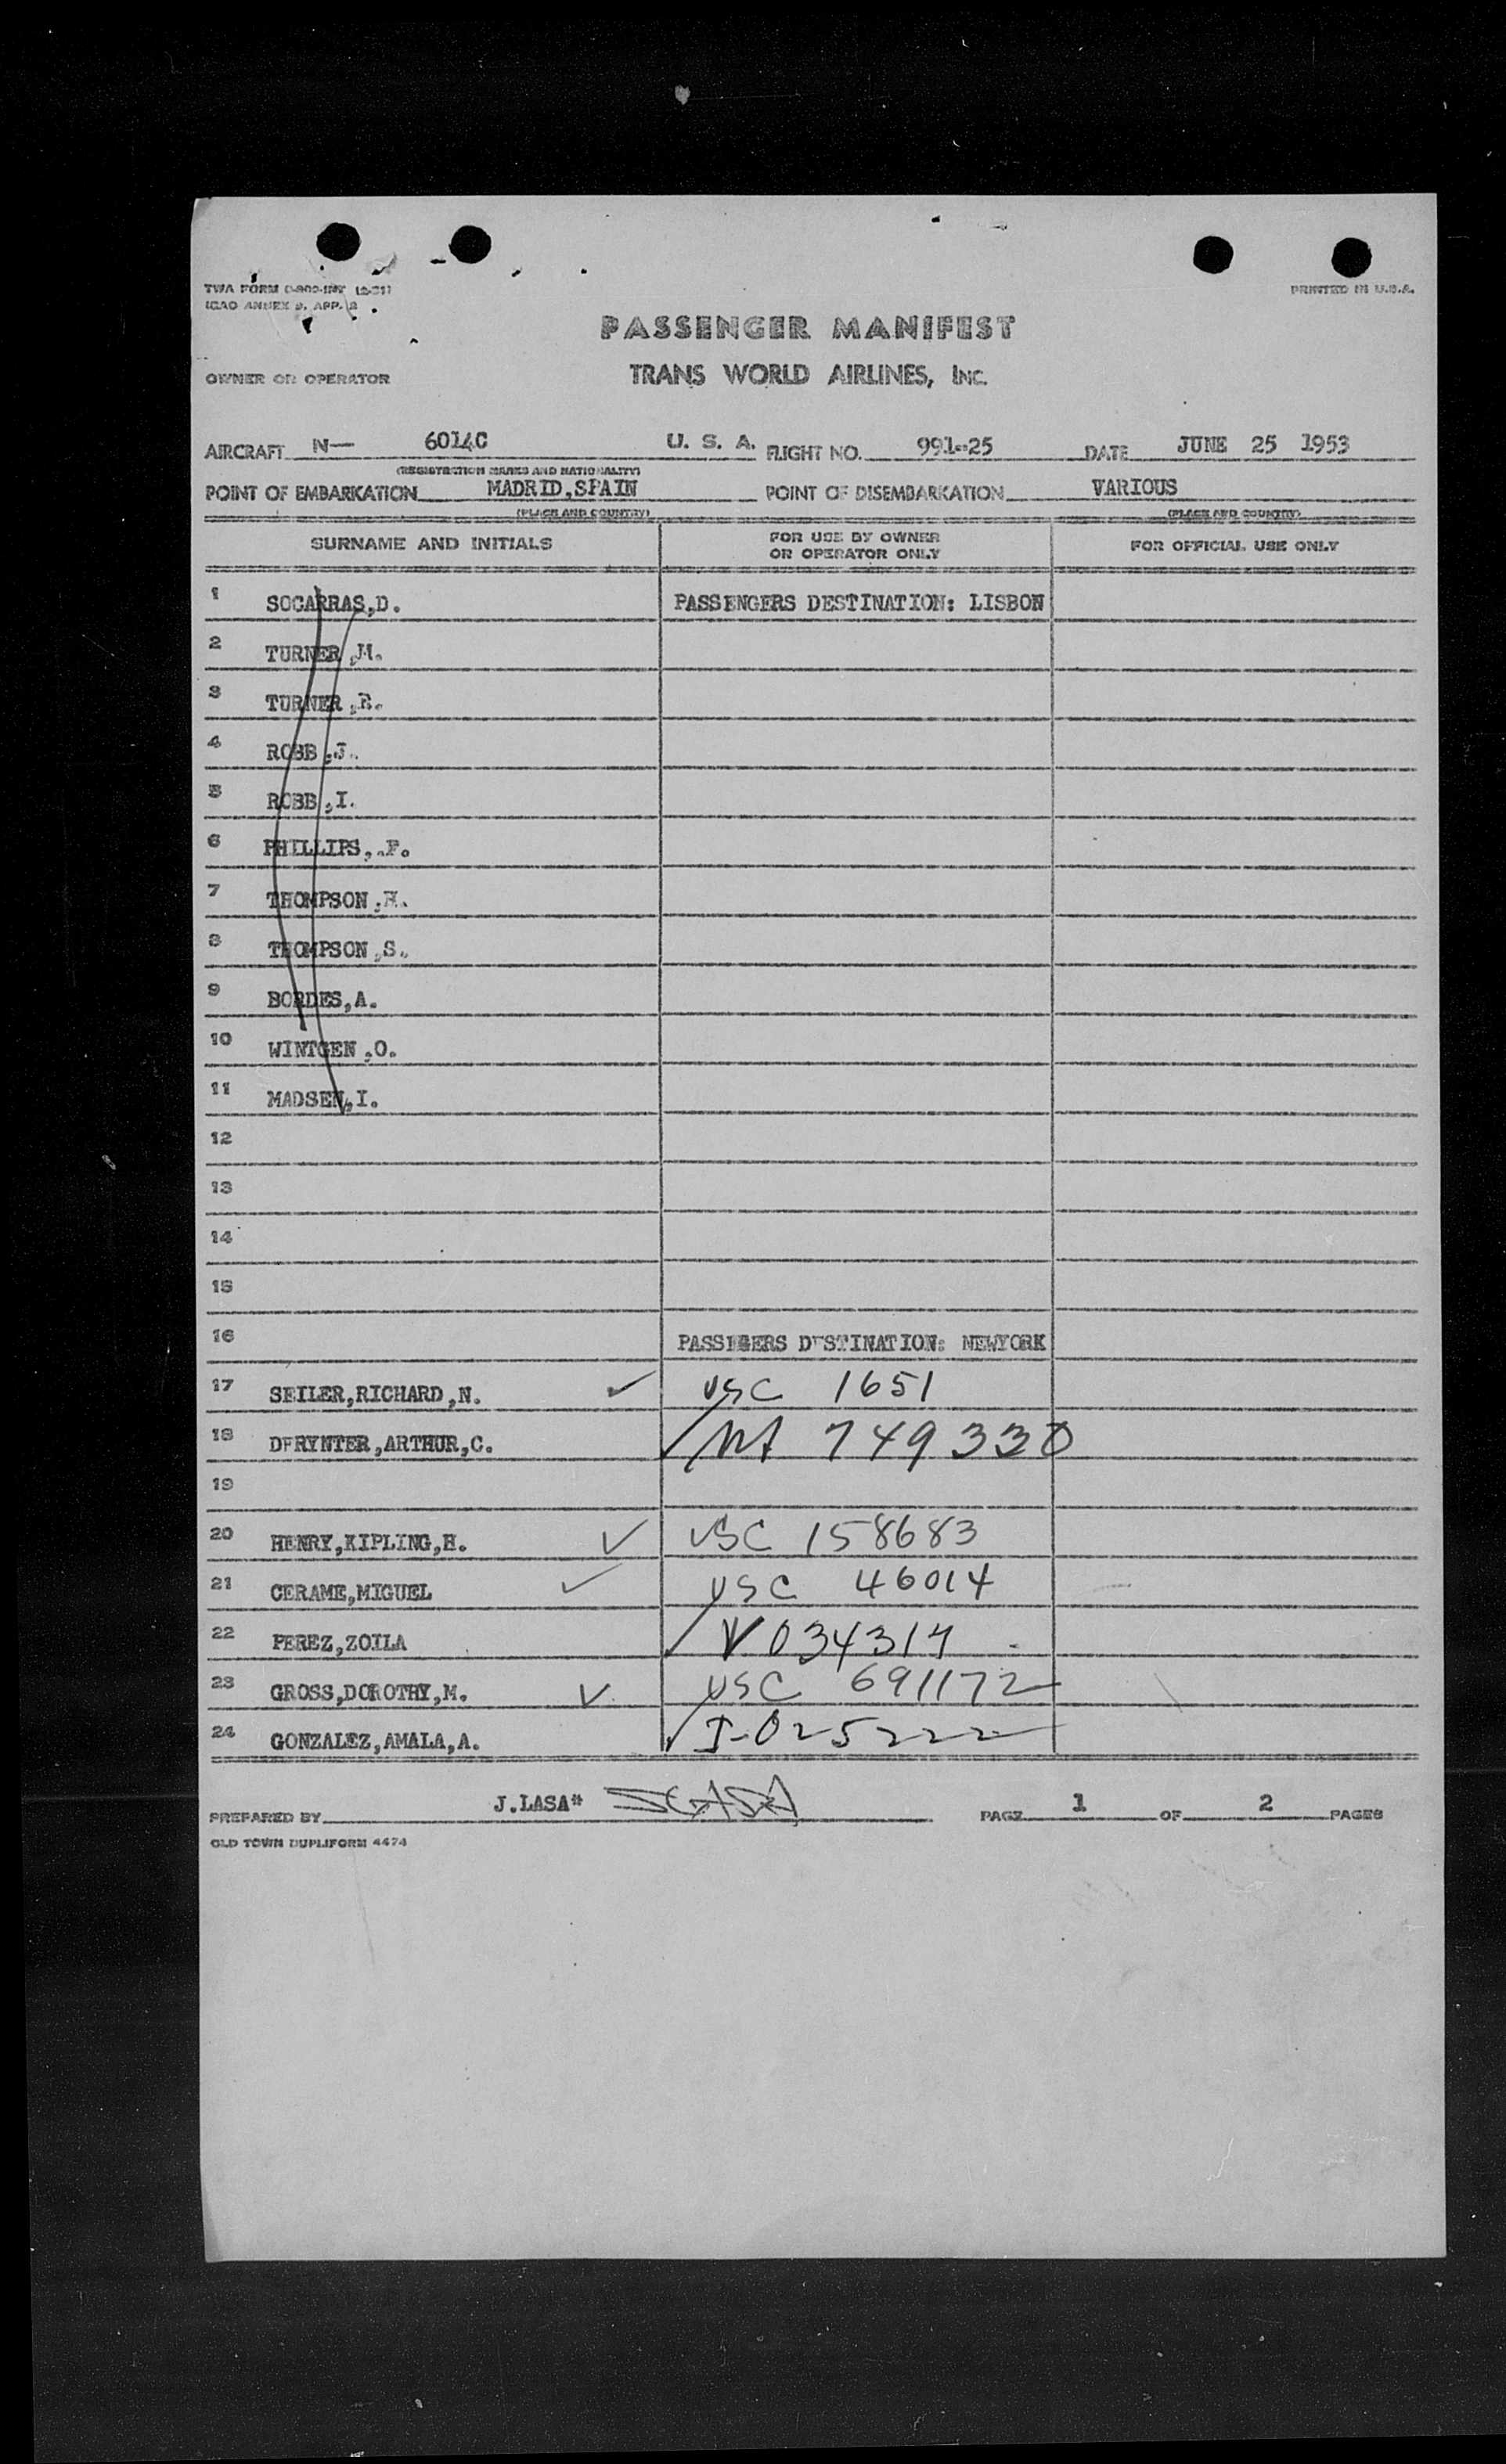 TWA FORM
ICAO ANNEX 9, APP. 2
PRINTED IN U.S.A.
PASSENGER MANIFEST
OWNER OR OPERATOR TRANS WORLD AIRLINES, INC.
AIRCRAFT N— 6014C U. S. A. FLIGHT NO. 991-25 DATE JUNE 25 1953
(REGISTRATION MARKS AND NATIONALITY)
POINT OF EMBARKATION MADRID,SPAIN POINT OF DISEMBARKATION VARIOUS
(PLACE AND COUNTRY) (PLACE AND COUNTRY)
SURNAME AND INITIALS FOR USE BY OWNER OR OPERATOR ONLY FOR OFFICIAL USE ONLY
1 SOCARRAS,D. PASSENGERS DESTINATION: LISBON
2 TURNER,M.
3 TURNER
4 ROBB,J.
5 ROBB,I.
6 PHILLIPS
7 THOMPSON
8 THOMPSON,S.
9 BORDES,A.
10 WINTGEN,O.
11 MADSEN,I.
12
13
14
15
16 DESTINATION: NEWYORK
17 SEILER,RICHARD,N. ✓ USC 1651
18 ARTHUR,C. ✓ 749330
19
20 HENRY,KIPLING,H. ✓ USC 158683
21 CERAME,MIGUEL ✓ USC 46014
22 PEREZ,ZOILA ✓ V 034317
23 GROSS,DOROTHY,M. ✓ USC 691172
24 GONZALEZ,AMALA,A. ✓ I-025222
PREPARED BY J.LASA PAGE 1 OF 2 PAGES
OLD TOWN DUPLIFORM 4474